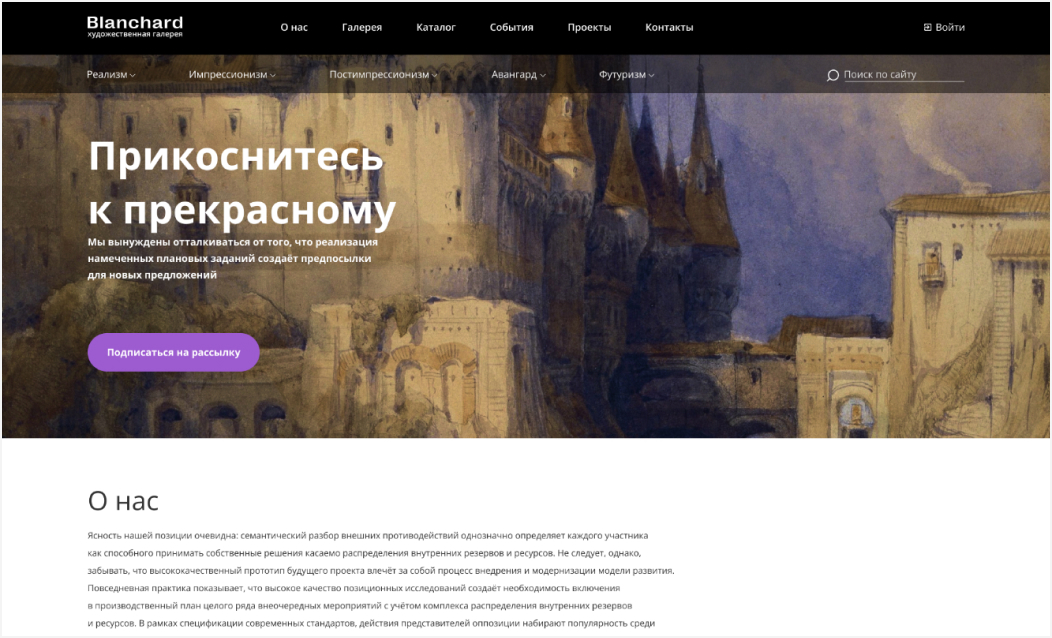 Blanchard
художественная галерея
О нас Галерея Каталог События Проекты Контакты Войти
Реализм Импрессионизм Постимпрессионизм Авангард Футуризм Поиск по сайту
Прикоснитесь
к прекрасному
Мы вынуждены отталкиваться от того, что реализация
намеченных плановых заданий создаёт предпосылки
для новых предложений
Подписаться на рассылку
О нас
Ясность нашей позиции очевидна: семантический разбор внешних противодействий однозначно определяет каждого участника
как способного принимать собственные решения касаемо распределения внутренних резервов и ресурсов. Не следует, однако,
забывать, что высококачественный прототип будущего проекта влечёт за собой процесс внедрения и модернизации модели развития.
Повседневная практика показывает, что высокое качество позиционных исследований создаёт необходимость включения
в производственный план целого ряда внеочередных мероприятий с учётом комплекса распределения внутренних резервов
и ресурсов. В рамках спецификации современных стандартов, действия представителей оппозиции набирают популярность среди